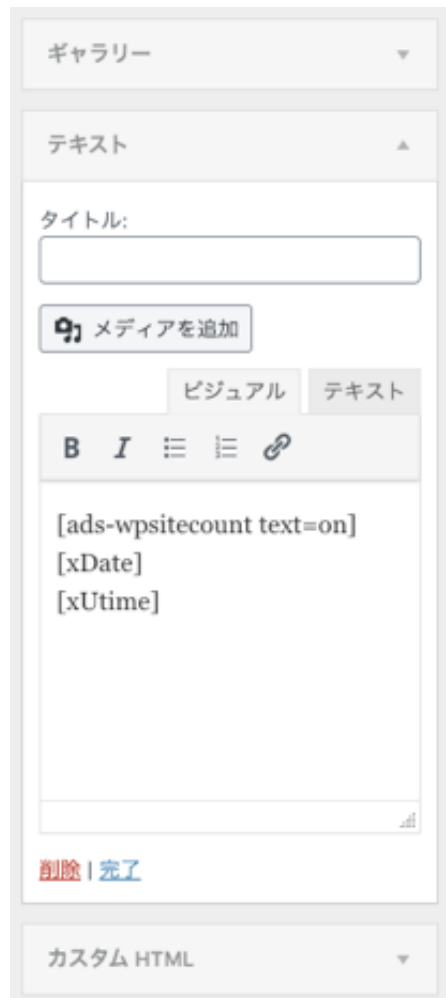 ギャラリー
テキスト
タイトル:
メディアを追加
ビジュアル テキスト
B I
[ads-wpsitecount text=on]
[xDate]
[xUtime]
削除 | 完了
カスタム HTML